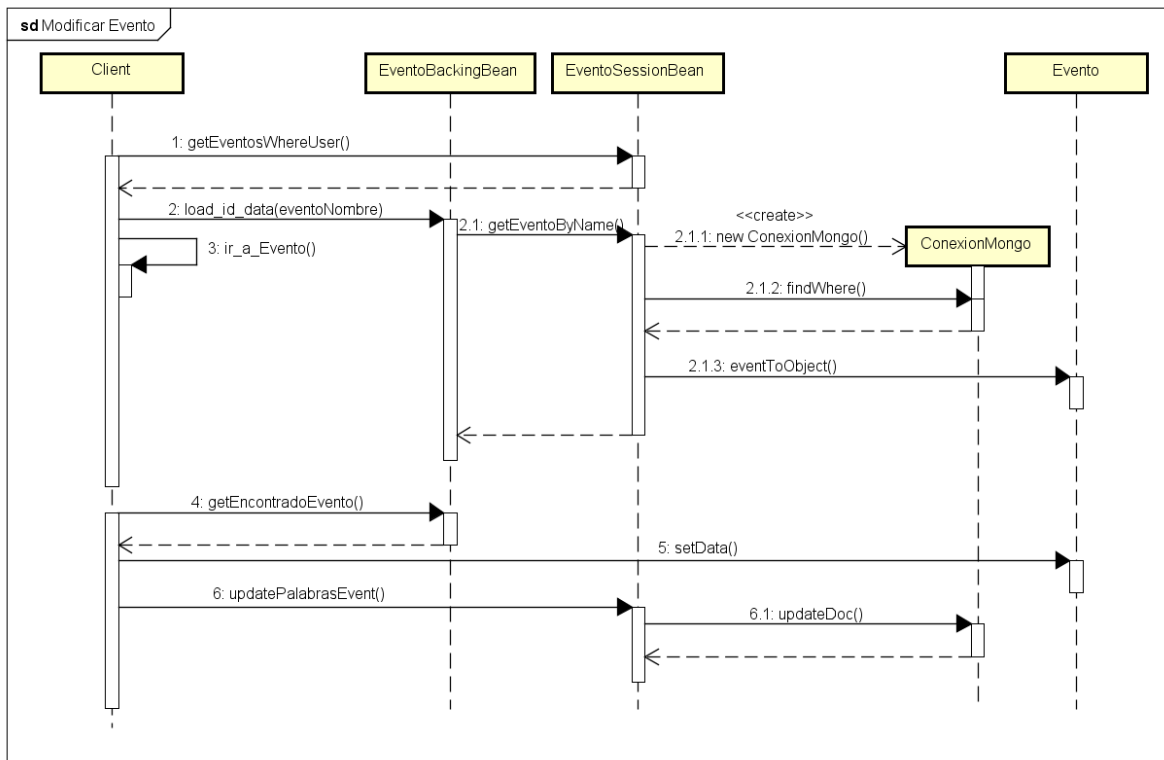 sd Modificar Evento
Client
EventoBackingBean
EventoSessionBean
Evento
1: getEventosWhereUser()
2: load_id_data(eventoNombre)
2.1: getEventoByName()
<<create>>
2.1.1: new ConexionMongo()
ConexionMongo
3: ir_a_Evento()
2.1.2: findWhere()
2.1.3: eventToObject()
4: getEncontradoEvento()
5: setData()
6: updatePalabrasEvent()
6.1: updateDoc()